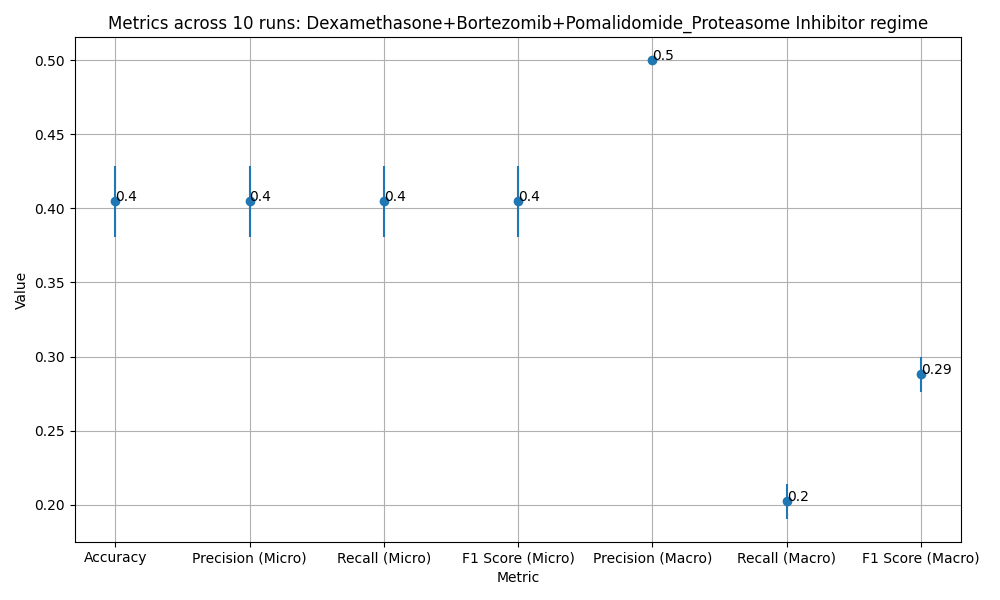 Metrics across 10 runs: Dexamethasone+Bortezomib+Pomalidomide_Proteasome Inhibitor regime
0.50
0.5
0.45
0.40
0.4
0.4
0.4
0.4
0.35
0.30
0.29
0.25
0.20
0.2
Value
Accuracy
Precision (Micro)
Recall (Micro)
F1 Score (Micro)
Precision (Macro)
Recall (Macro)
F1 Score (Macro)
Metric